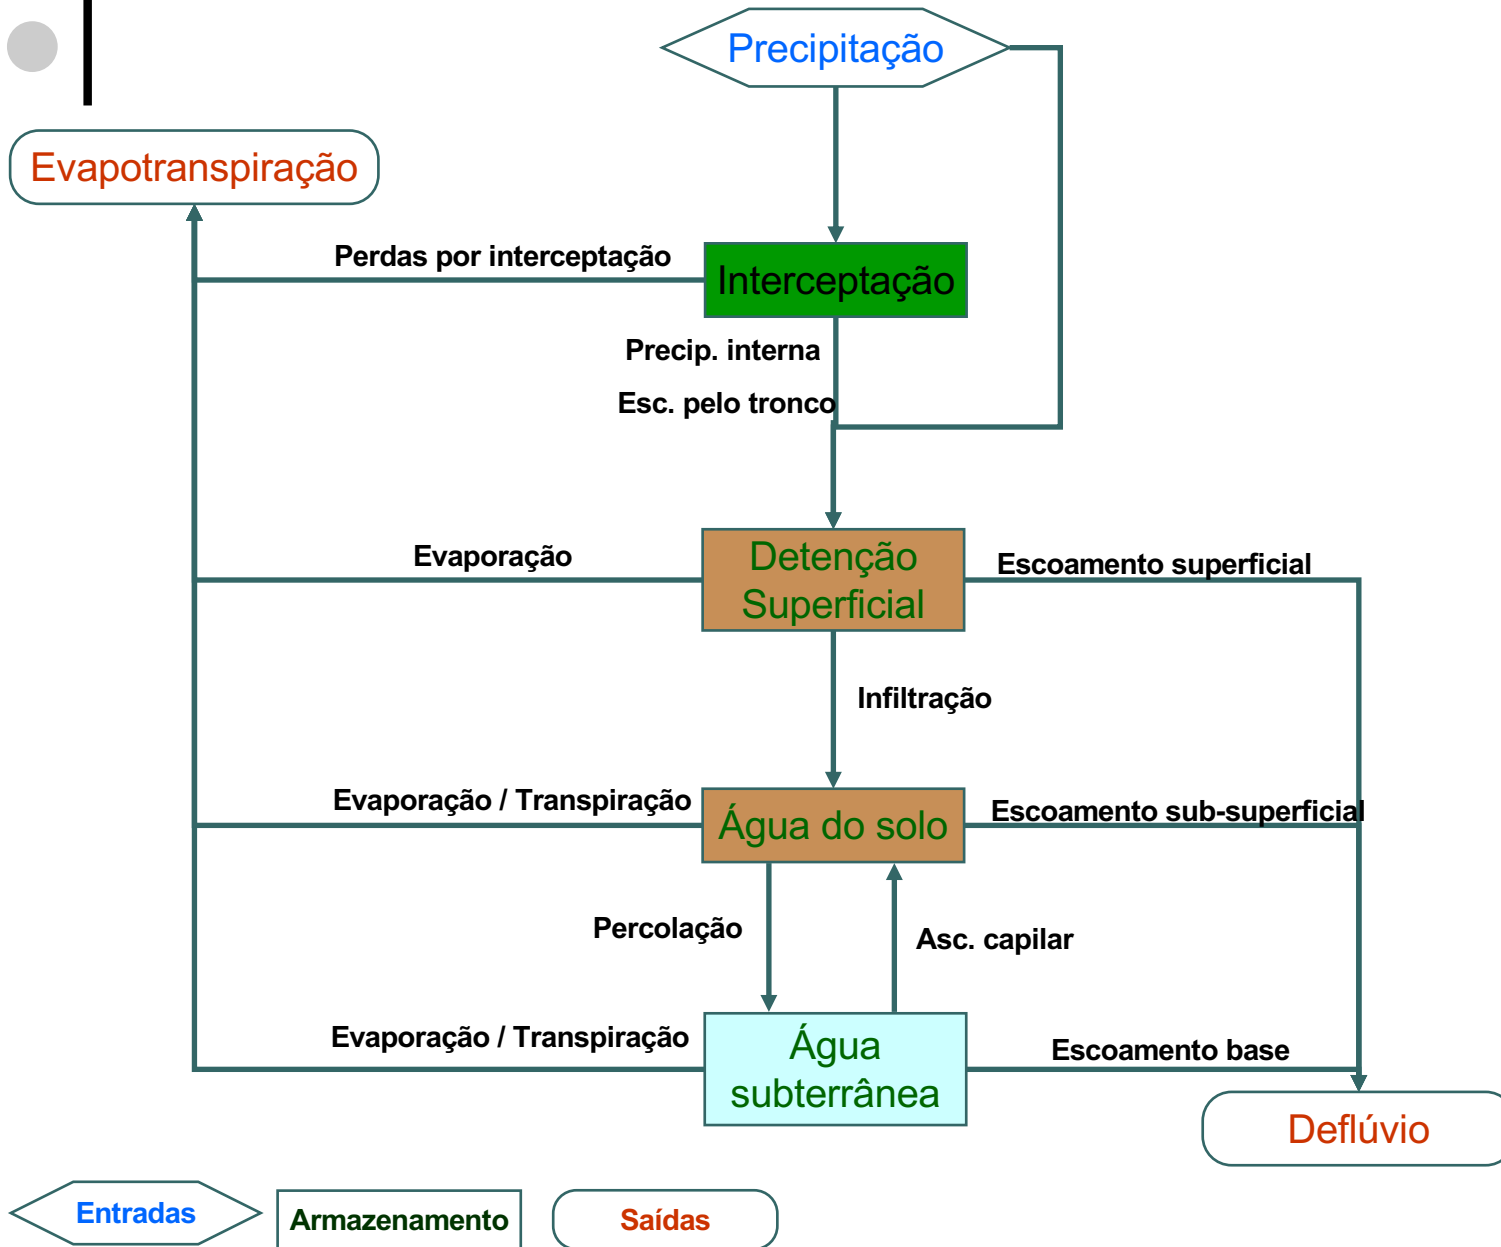 Precipitação
Evapotranspiração
Perdas por interceptação
Interceptação
Precip. interna
Esc. pelo tronco
Evaporação
Detenção
Superficial
Escoamento superficial
Infiltração
Evaporação / Transpiração
Água do solo
Escoamento sub-superficial
Percolação
Asc. capilar
Evaporação / Transpiração
Água
subterrânea
Escoamento base
Deflúvio
Entradas
Armazenamento
Saídas